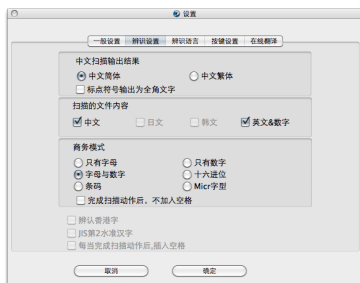 设置
一般设置 辨识设置 辨识语言 按键设置 在线翻译
中文扫描输出结果
中文简体 中文繁体
标点符号输出为全角文字
扫描的文件内容
中文 日文 韩文 英文&数字
商务模式
只有字母 只有数字
字母与数字 十六进位
条码 Micr字型
完成扫描动作后，不加入空格
辨认香港字
JIS第2水准汉字
每当完成扫描动作后,插入空格
取消 确定